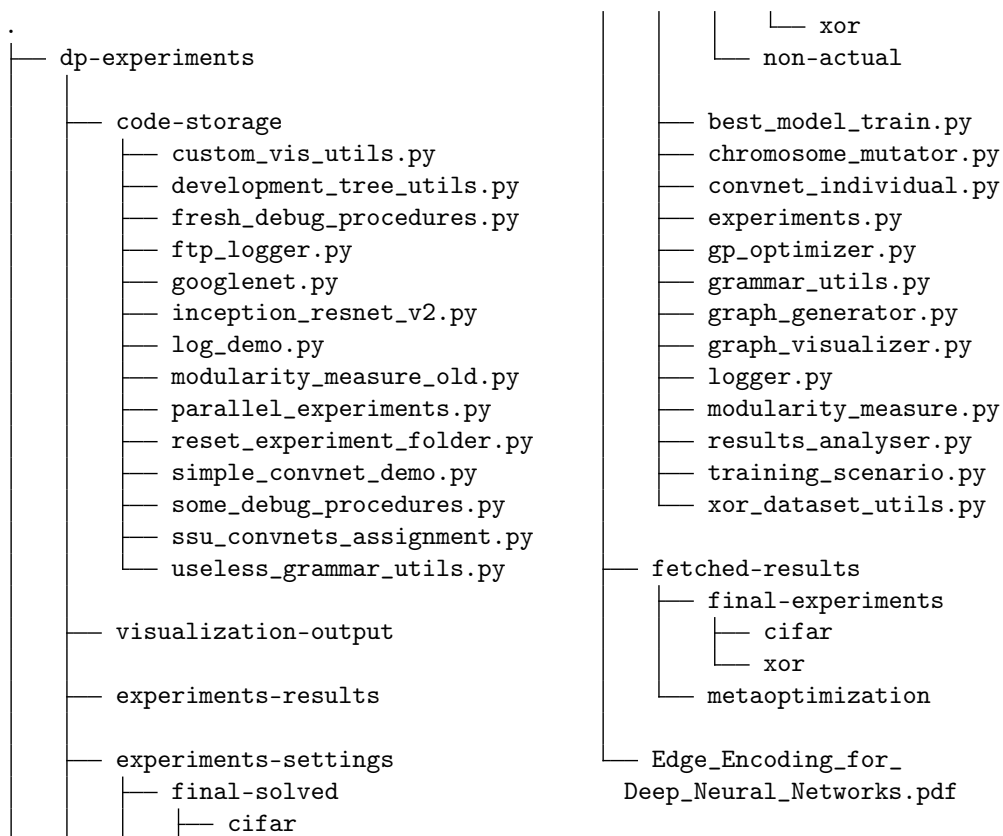 .
dp-experiments
code-storage
custom_vis_utils.py
development_tree_utils.py
fresh_debug_procedures.py
ftp_logger.py
googlenet.py
inception_resnet_v2.py
log_demo.py
modularity_measure_old.py
parallel_experiments.py
reset_experiment_folder.py
simple_convnet_demo.py
some_debug_procedures.py
ssu_convnets_assignment.py
useless_grammar_utils.py
visualization-output
experiments-results
experiments-settings
final-solved
cifar
xor
non-actual
best_model_train.py
chromosome_mutator.py
convnet_individual.py
experiments.py
gp_optimizer.py
grammar_utils.py
graph_generator.py
graph_visualizer.py
logger.py
modularity_measure.py
results_analyser.py
training_scenario.py
xor_dataset_utils.py
fetched-results
final-experiments
cifar
xor
metaoptimization
Edge_Encoding_for_
Deep_Neural_Networks.pdf